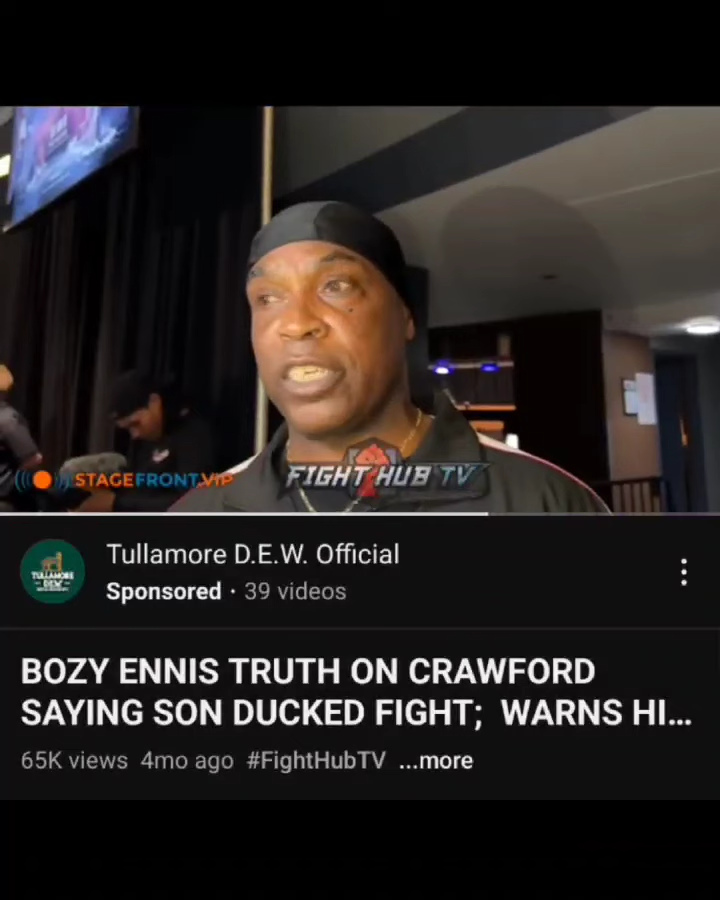 STAGEFRONT.VIP
FIGHT HUB TV
TULLAMORE
D.E.W.
Tullamore D.E.W. Official
Sponsored · 39 videos
BOZY ENNIS TRUTH ON CRAWFORD
SAYING SON DUCKED FIGHT; WARNS HI...
65K views 4mo ago #FightHubTV ...more